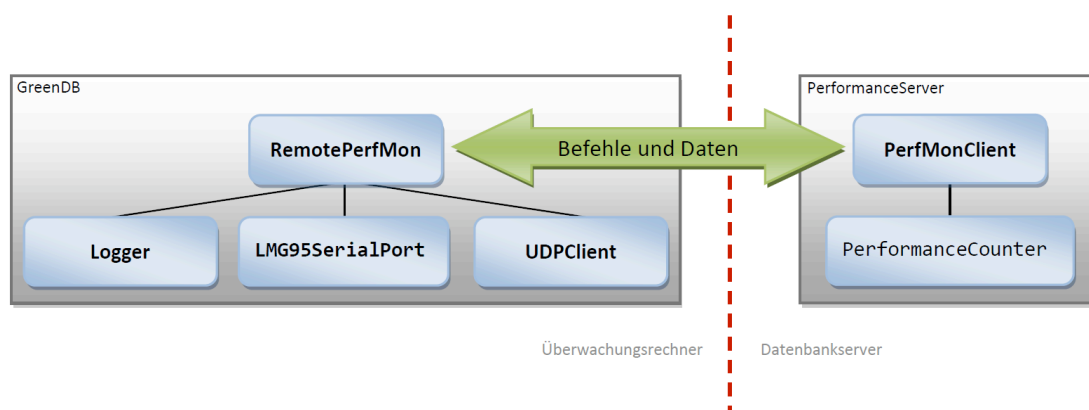 GreenDB
PerformanceServer
RemotePerfMon
Befehle und Daten
PerfMonClient
Logger
LMG95SerialPort
UDPClient
PerformanceCounter
Überwachungsrechner
Datenbankserver